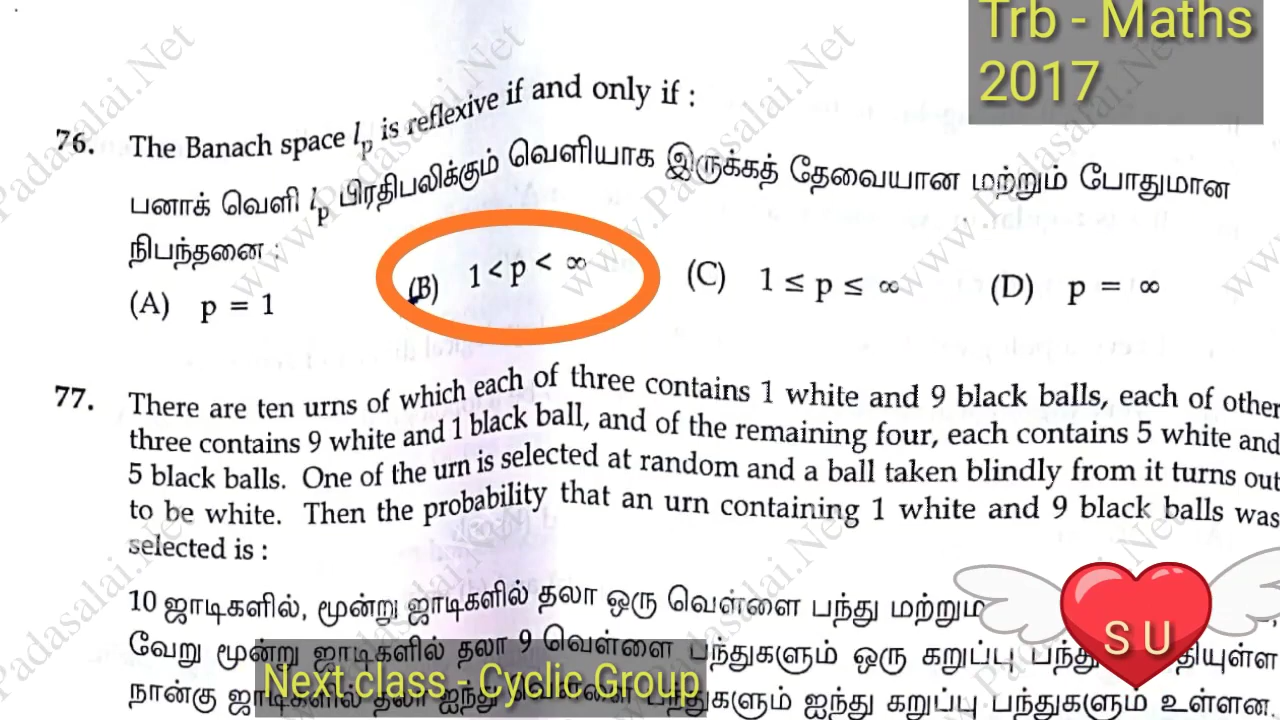 Trb - Maths
2017
76. The Banach space l_p is reflexive if and only if :
பனாக் வெளி l_p பிரதிபலிக்கும் வெளியாக இருக்கத் தேவையான மற்றும் போதுமான
நிபந்தனை :
(A) p = 1 (B) 1 < p < ∞ (C) 1 ≤ p ≤ ∞ (D) p = ∞
77. There are ten urns of which each of three contains 1 white and 9 black balls, each of other
three contains 9 white and 1 black ball, and of the remaining four, each contains 5 white and
5 black balls. One of the urn is selected at random and a ball taken blindly from it turns out
to be white. Then the probability that an urn containing 1 white and 9 black balls was
selected is :
10 ஜாடிகளில், மூன்று ஜாடிகளில் தலா ஒரு வெள்ளை பந்து மற்றும்
வேறு மூன்று ஜாடிகளில் தலா 9 வெள்ளை பந்துகளும் ஒரு கறுப்பு
S U
நான்கு ஜாடிகளில் தலா ஐந்து பந்துகளும் ஐந்து கறுப்பு பந்துகளும் உள்ளன.
Next class - Cyclic Group
www.Padasalai.Net